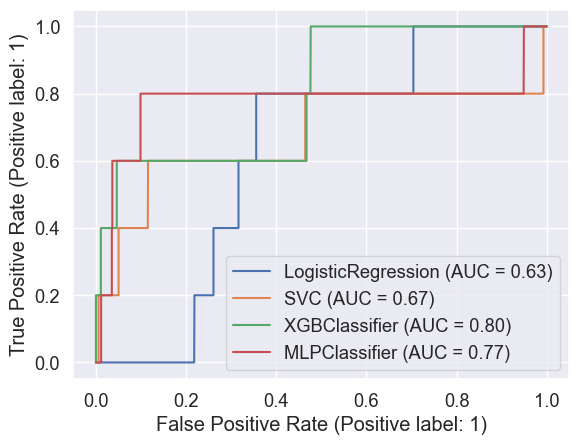 True Positive Rate (Positive label: 1)
1.0
0.8
0.6
0.4
0.2
0.0
LogisticRegression (AUC = 0.63)
SVC (AUC = 0.67)
XGBClassifier (AUC = 0.80)
MLPClassifier (AUC = 0.77)
0.0 0.2 0.4 0.6 0.8 1.0
False Positive Rate (Positive label: 1)